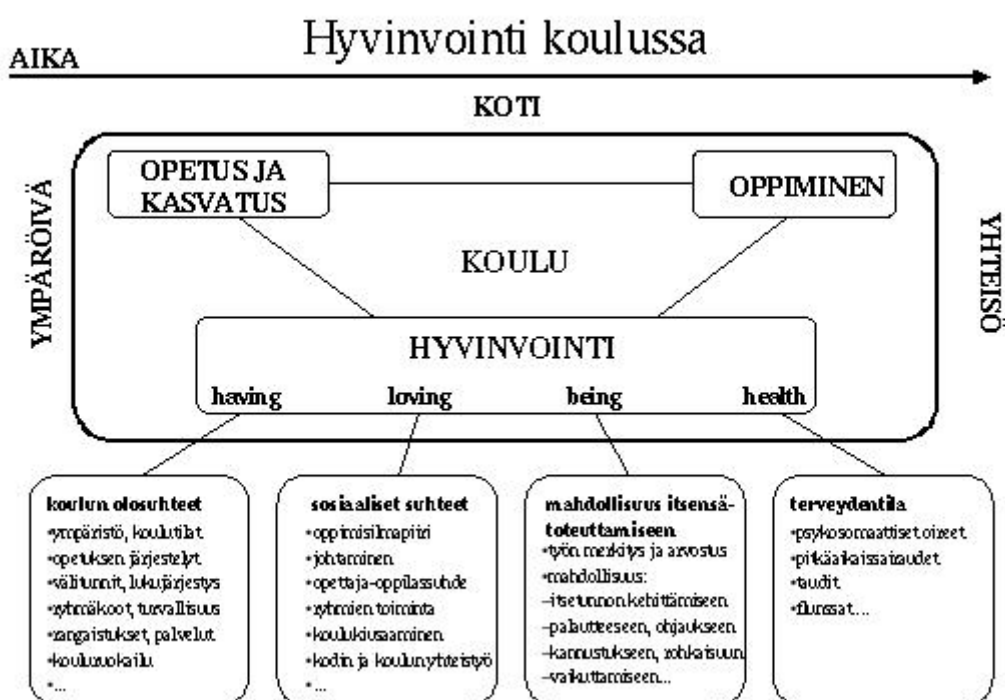 Hyvinvointi koulussa
AIKA
KOTI
YMPÄRÖIVÄ
YHTEISÖ
OPETUS JA
KASVATUS
OPPIMINEN
KOULU
HYVINVOINTI
having loving being health
koulun olosuhteet
•ympäristö, koulutilat
•opetuksen järjestelyt
•välitunnit, lukujärjestys
•ryhmäkoot, turvallisuus
•rangaistukset, palvelut
•kouluruokailu
•...
sosiaaliset suhteet
•oppimisilmapiiri
•johtaminen
•opettaja-oppilassuhde
•ryhmien toiminta
•koulukiusaaminen
•kodin ja koulun yhteistyö
•...
mahdollisuus itsensä-
toteuttamiseen
•työn merkitys ja arvostus
•mahdollisuus:
–itsetunnon kehittämiseen
–palautteeseen, ohjaukseen
–kannustukseen, rohkaisuun
–vaikuttamiseen...
terveydentila
•psykosomaattiset oireet
•pitkäaikaissairaudet
•taudit
•flunssat...